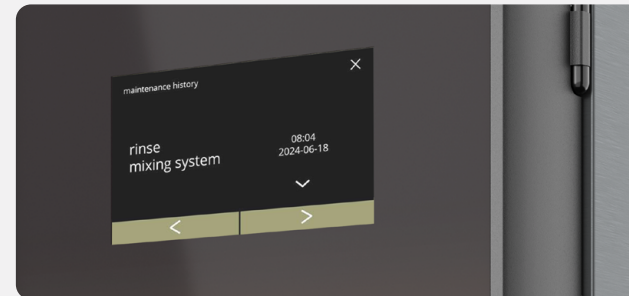 maintenance history
rinse
mixing system
08:04
2024-06-18